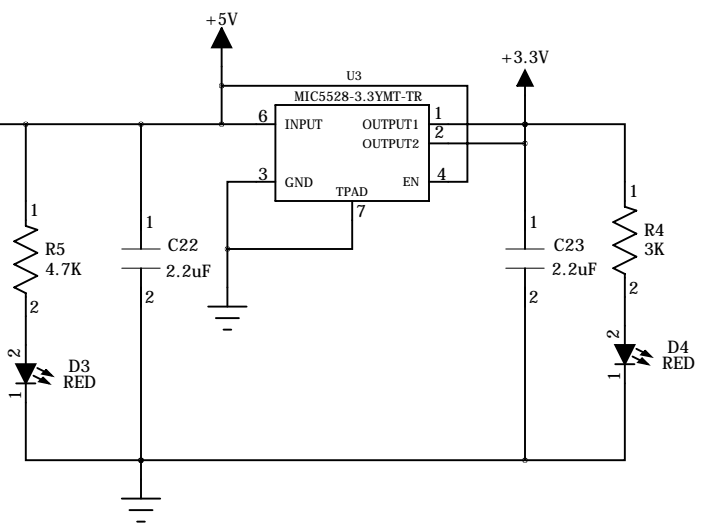 +5V
+3.3V
U3
MIC5528-3.3YMT-TR
6 INPUT OUTPUT1 1
OUTPUT2 2
3 GND EN 4
TPAD
7
1
R5
4.7K
2
1
C22
2.2uF
2
1
C23
2.2uF
2
1
R4
3K
2
2
D3
RED
1
2
D4
RED
1